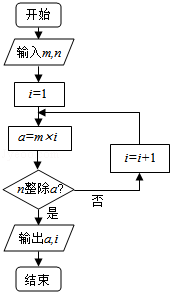 开始
输入m,n
i=1
a=m×i
i=i+1
n整除a?
否
是
输出a,i
结束